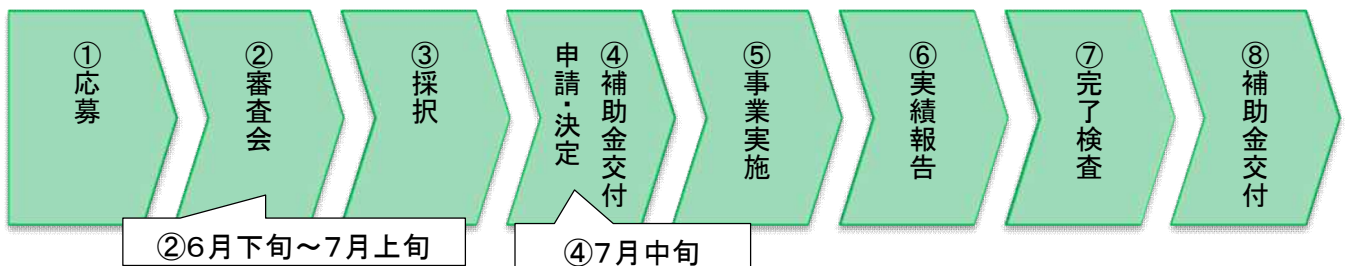 ①応募
②審査会
③採択
④補助金交付
申請・決定
⑤事業実施
⑥実績報告
⑦完了検査
⑧補助金交付
②6月下旬～7月上旬
④7月中旬